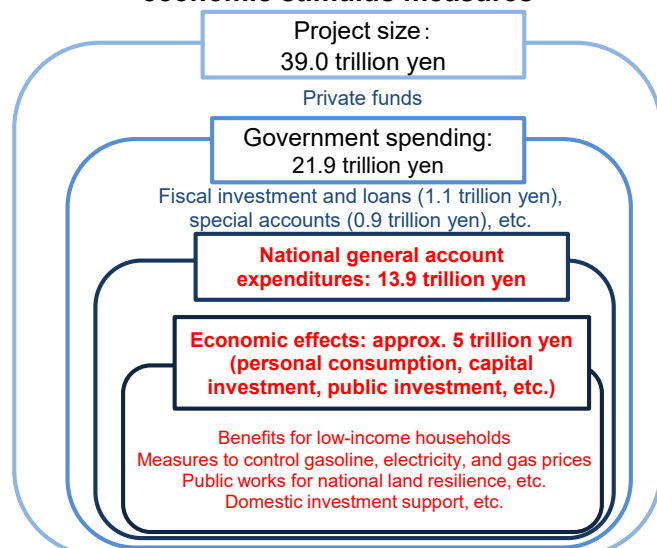 economic stimulus measures
Project size:
39.0 trillion yen
Private funds
Government spending:
21.9 trillion yen
Fiscal investment and loans (1.1 trillion yen),
special accounts (0.9 trillion yen), etc.
National general account
expenditures: 13.9 trillion yen
Economic effects: approx. 5 trillion yen
(personal consumption, capital
investment, public investment, etc.)
Benefits for low-income households
Measures to control gasoline, electricity, and gas prices
Public works for national land resilience, etc.
Domestic investment support, etc.